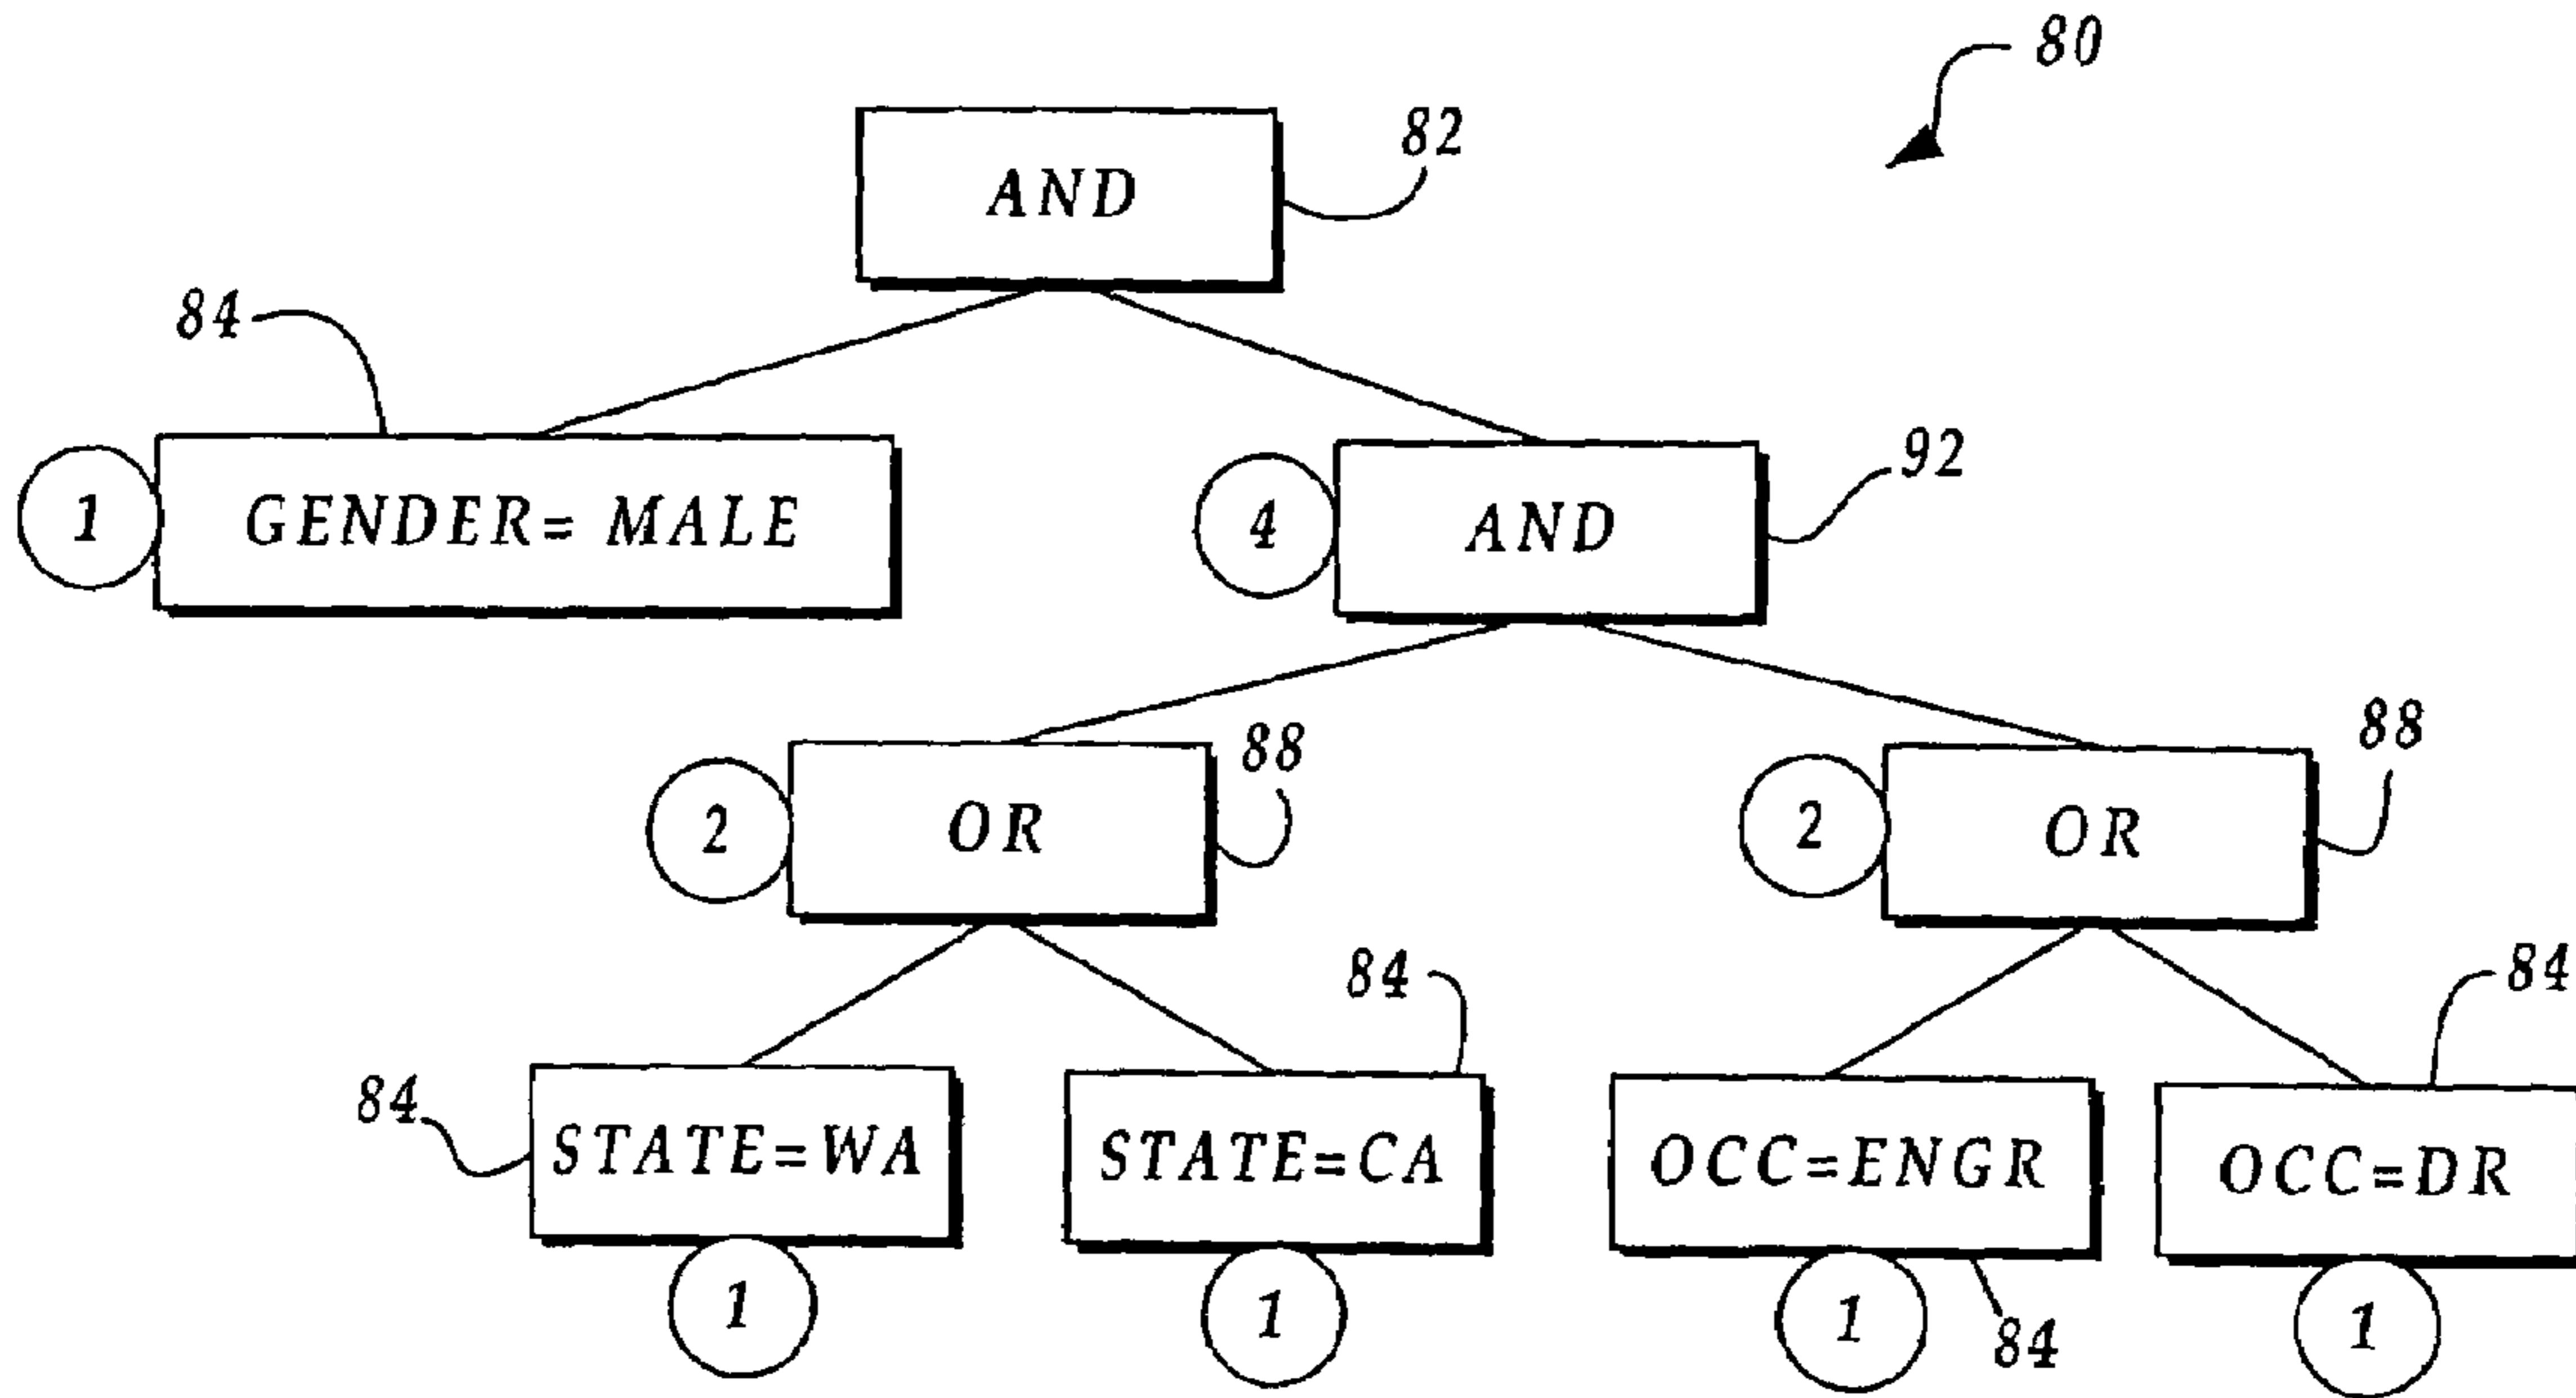 80
AND
82
84
1
GENDER= MALE
4
AND
92
2
OR
88
2
OR
88
84
STATE=WA
1
84
STATE=CA
1
OCC=ENGR
1
84
84
OCC=DR
1